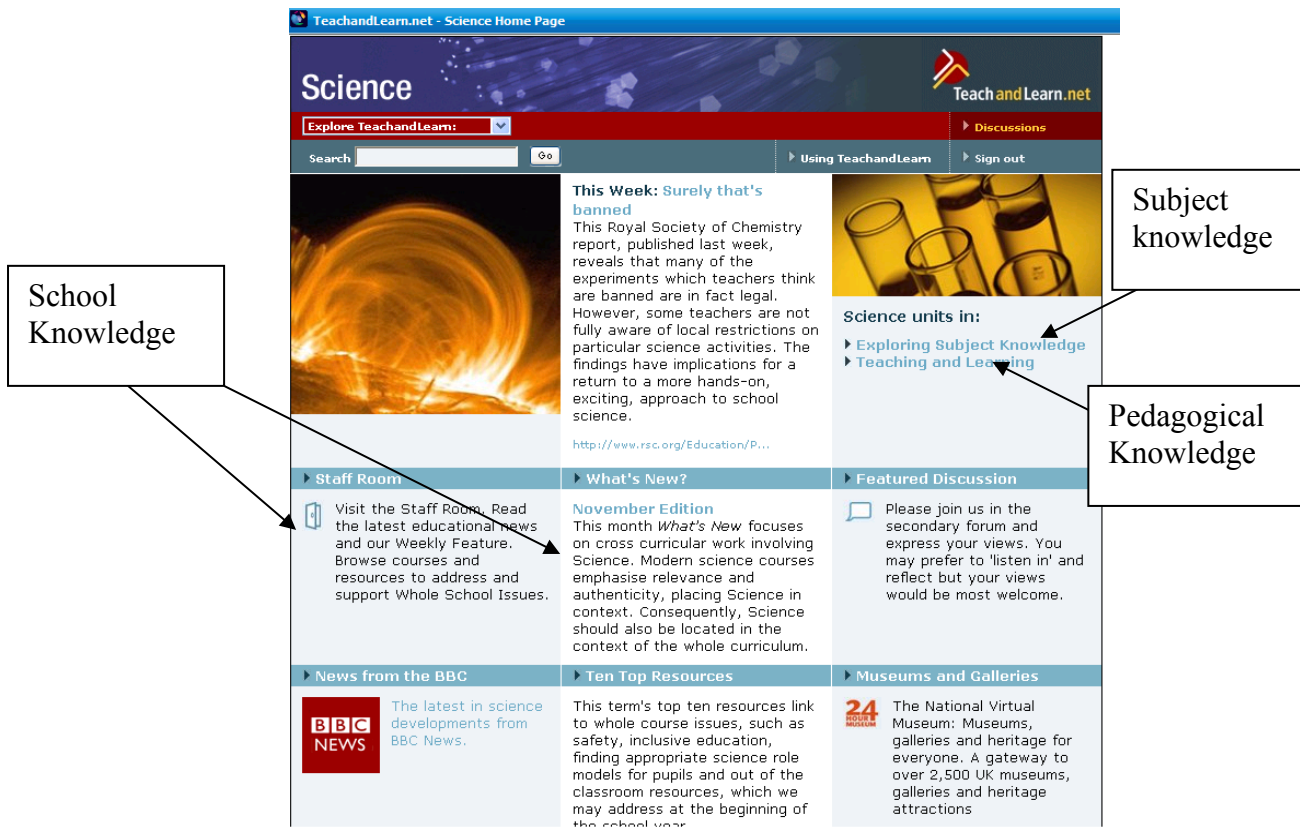 TeachandLearn.net - Science Home Page
Science
TeachandLearn.net
Explore TeachandLearn:
Discussions
Search
Go
Using TeachandLearn
Sign out
School
Knowledge
This Week: Surely that's
banned
This Royal Society of Chemistry
report, published last week,
reveals that many of the
experiments which teachers think
are banned are in fact legal.
However, some teachers are not
fully aware of local restrictions on
particular science activities. The
findings have implications for a
return to a more hands-on,
exciting, approach to school
science.
http://www.rsc.org/Education/P...
Science units in:
Exploring Subject Knowledge
Teaching and Learning
Subject
knowledge
Pedagogical
Knowledge
Staff Room
Visit the Staff Room. Read
the latest educational news
and our Weekly Feature.
Browse courses and
resources to address and
support Whole School Issues.
What's New?
November Edition
This month What's New focuses
on cross curricular work involving
Science. Modern science courses
emphasise relevance and
authenticity, placing Science in
context. Consequently, Science
should also be located in the
context of the whole curriculum.
Featured Discussion
Please join us in the
secondary forum and
express your views. You
may prefer to 'listen in' and
reflect but your views
would be most welcome.
News from the BBC
BBC
NEWS
The latest in science
developments from
BBC News.
Ten Top Resources
This term's top ten resources link
to whole course issues, such as
safety, inclusive education,
finding appropriate science role
models for pupils and out of the
classroom resources, which we
may address at the beginning of
the school year.
Museums and Galleries
24
HOUR
MUSEUM
The National Virtual
Museum: Museums,
galleries and heritage for
everyone. A gateway to
over 2,500 UK museums,
galleries and heritage
attractions